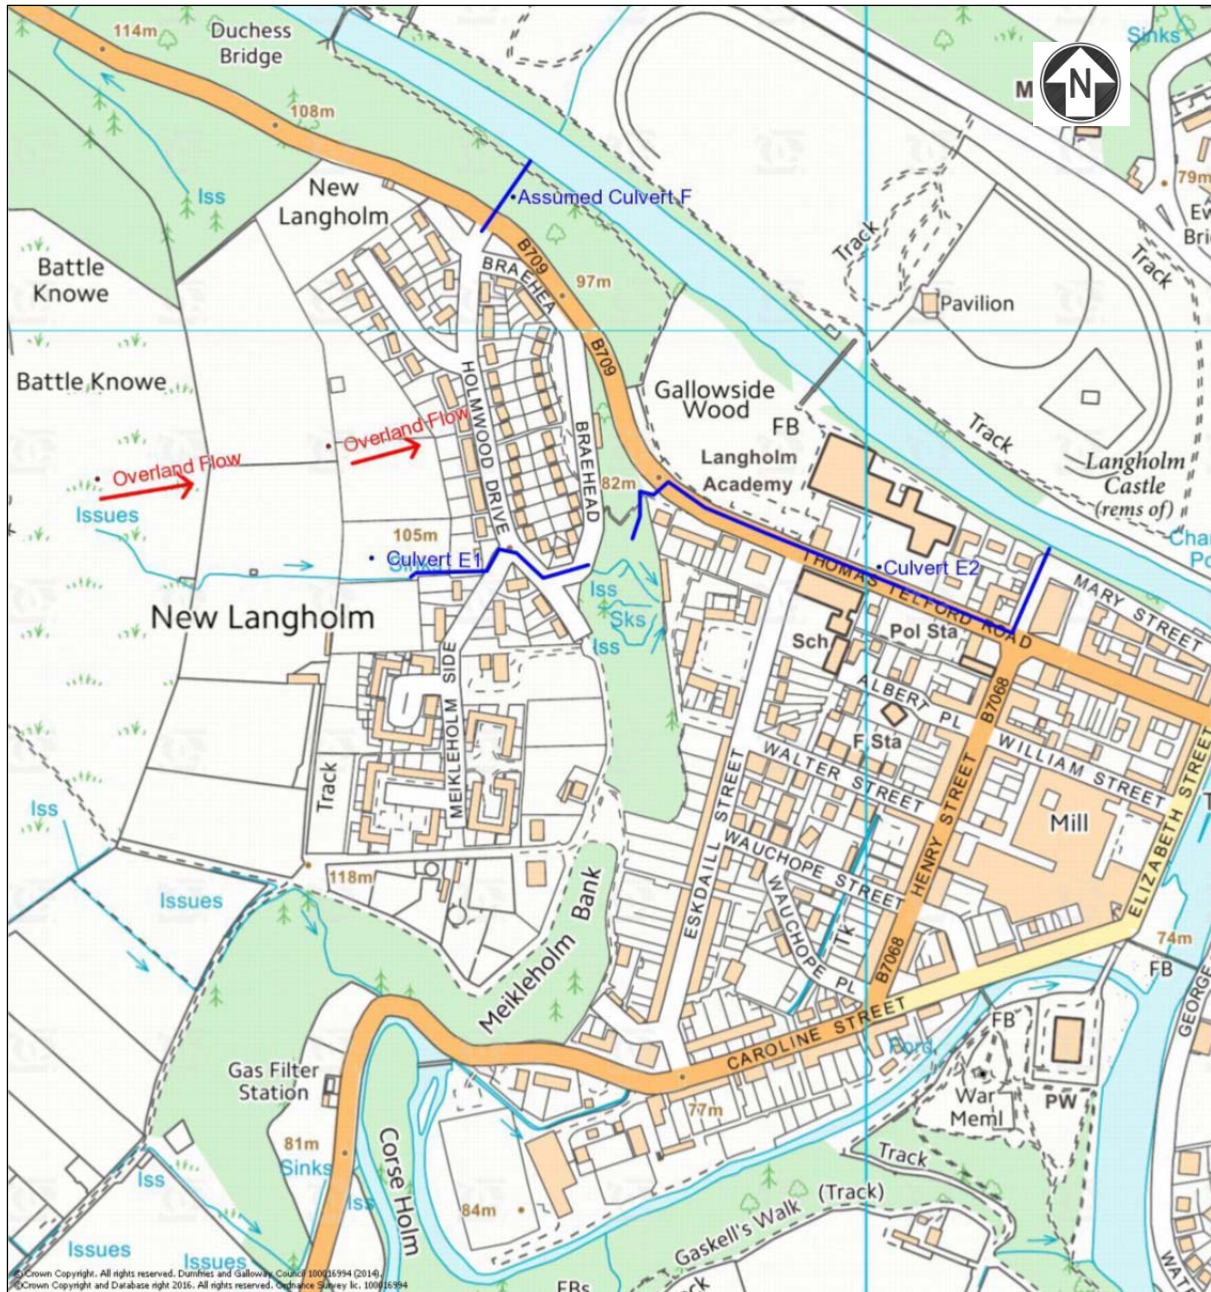 114m
Duchess
Bridge
Sinks
N
M
108m
79m
Iss
New
Langholm
Assumed Culvert F
Track
Track
B709
BRAEHEA
97m
Battle
Knowe
Pavilion
B709
Battle Knowe
HOLMWOOD DRIVE
Gallowside
Wood
FB
Track
Overland Flow
Overland Flow
BRAEHEAD
Langholm
Academy
Langholm
Castle
(rems of)
82m
Issues
105m
Sinks
Culvert E1
Culvert E2
THOMAS TELFORD ROAD
MARY STREET
Iss
Sks
Iss
New Langholm
Sch
Pol Sta
MEIKLEHOLM SIDE
ALBERT PL
B7068
F Sta
WALTER STREET
WILLIAM STREET
ELIZABETH STREET
Track
Iss
ESKDAILL STREET
HENRY STREET
Mill
WAUCHOPE STREET
118m
Issues
WAUCHOPE PL
Tk
Meikleholm Bank
B7068
74m
FB
CAROLINE STREET
Ford
FB
GEORGE
Gas Filter
Station
War
Meml
PW
77m
81m
Corse Holm
Sinks
Track
Iss
Iss
84m
Gaskell's Walk
(Track)
Issues
Issues
FBs
© Crown Copyright. All rights reserved. Dumfries and Galloway Council 100016994 (2014).
© Crown Copyright and Database right 2016. All rights reserved. Ordnance Survey lic. 100016994